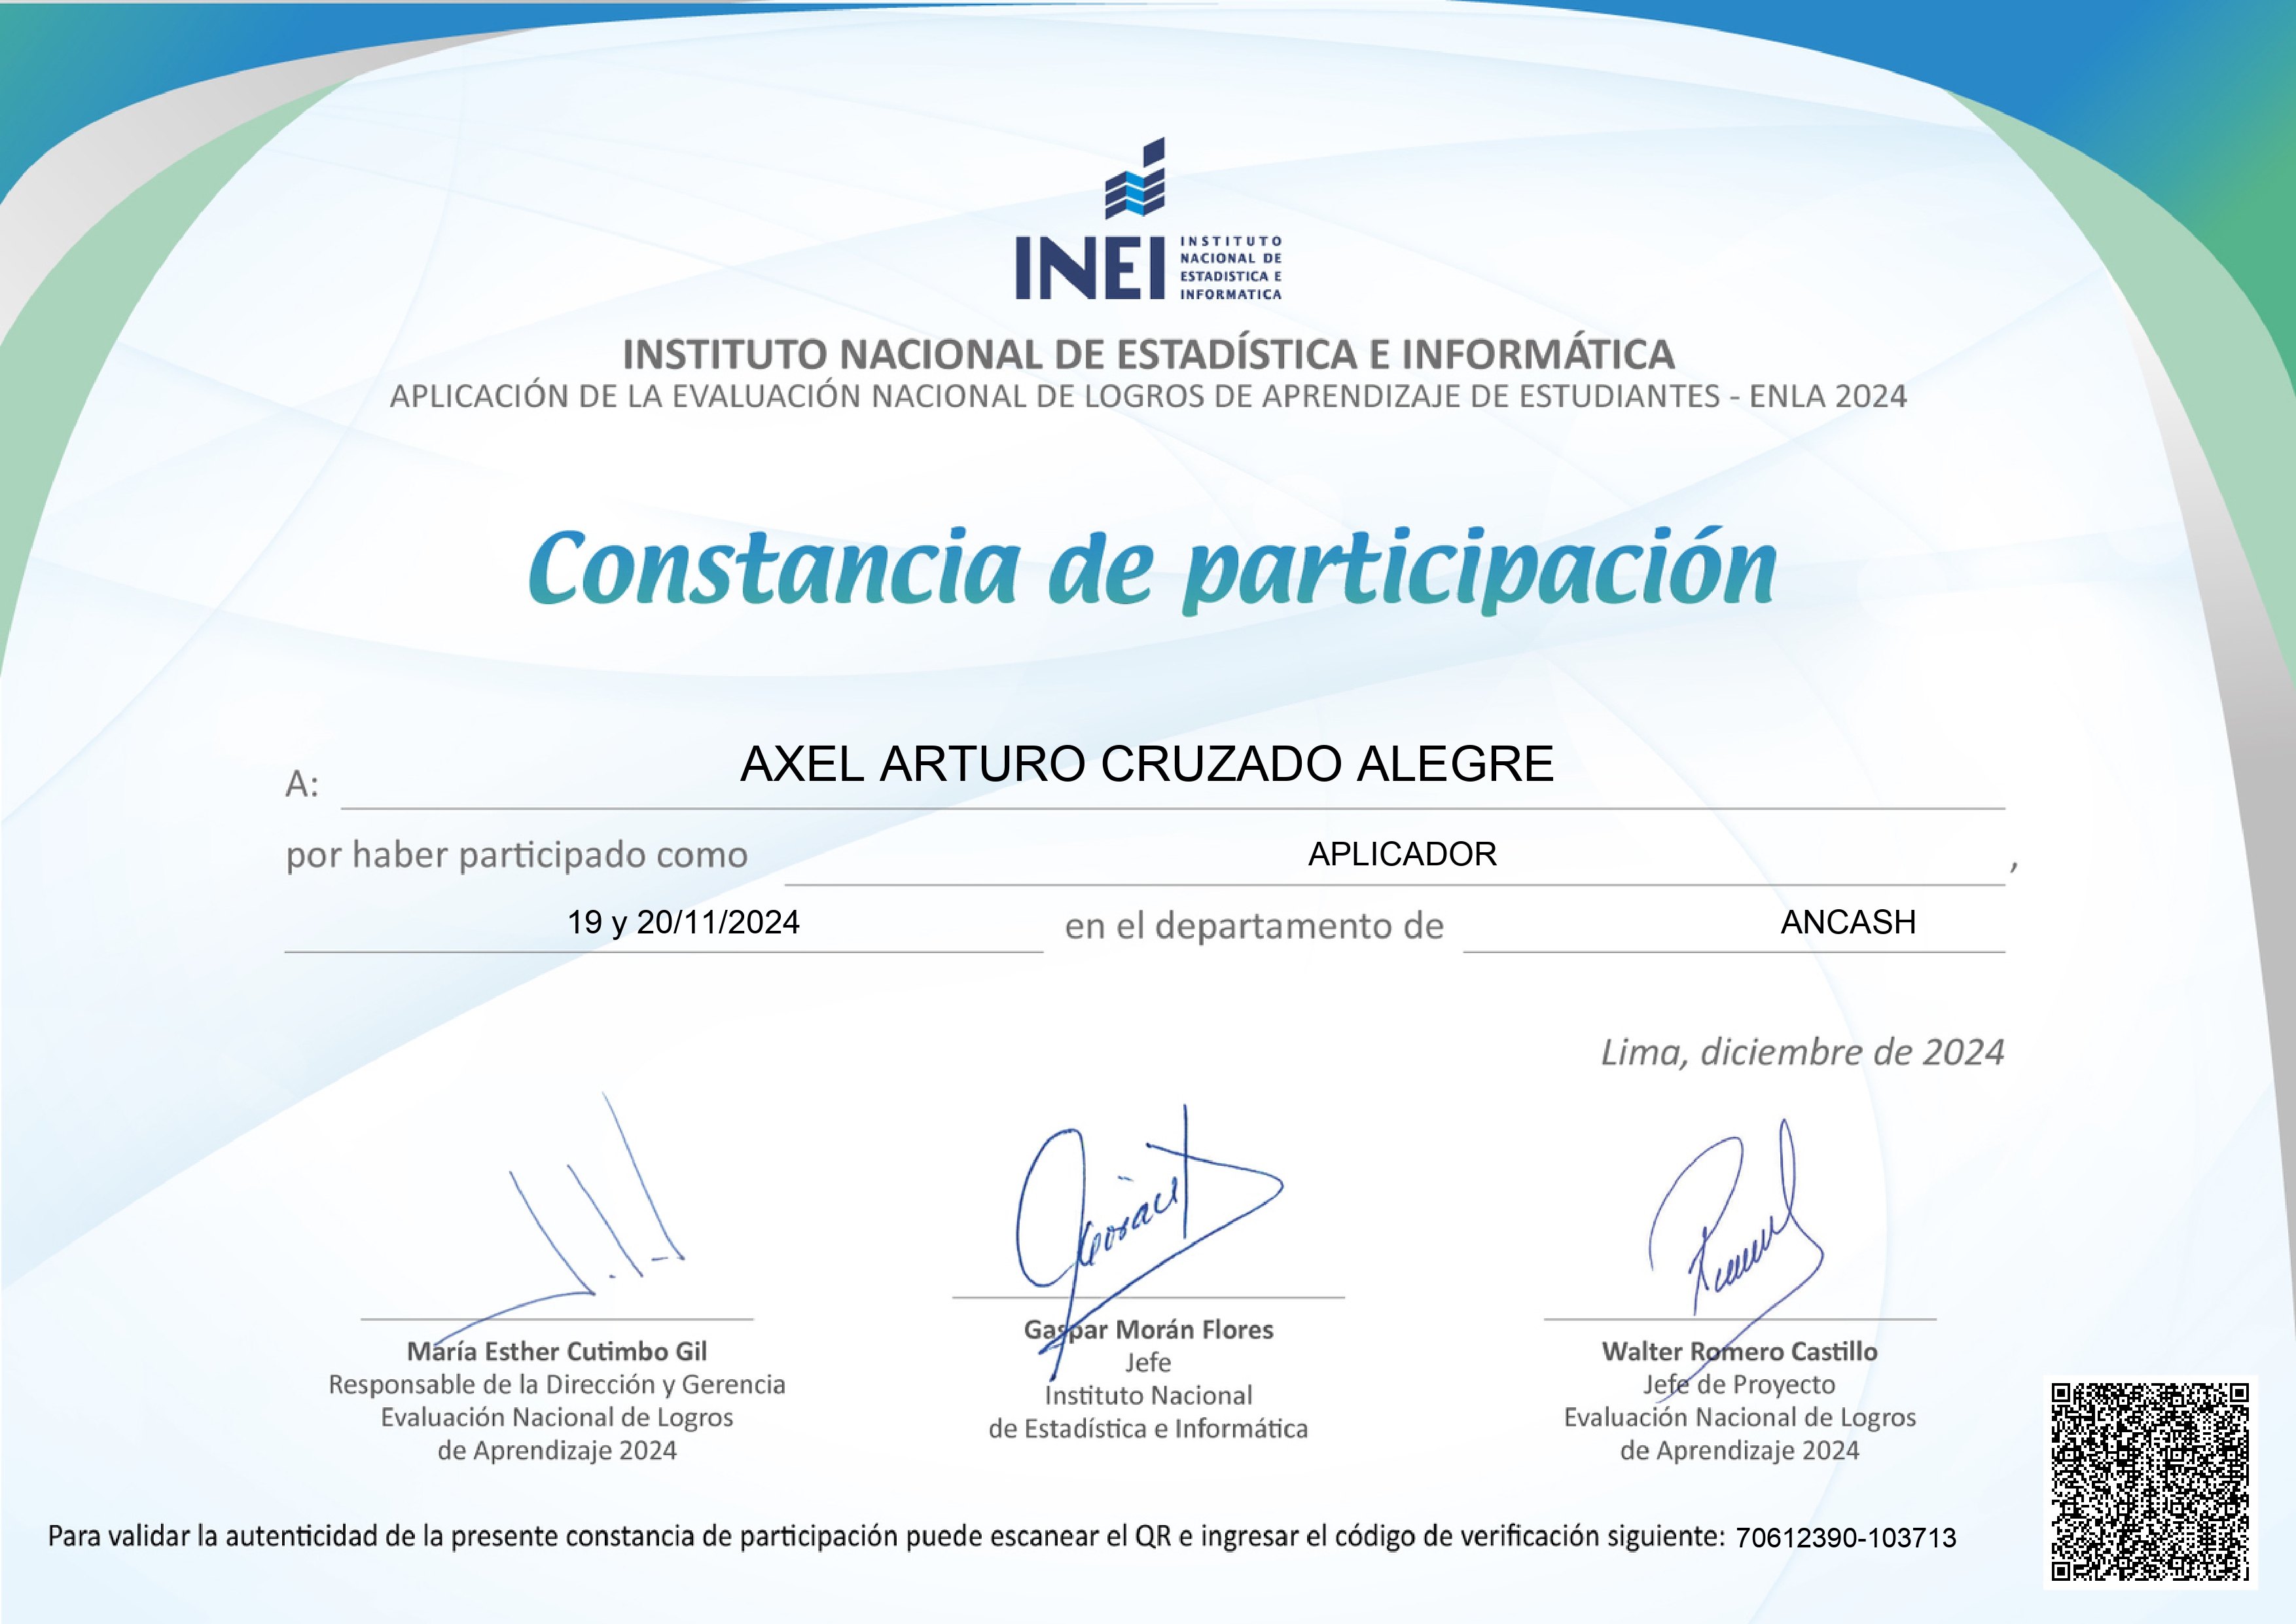 INEI
INSTITUTO
NACIONAL DE
ESTADISTICA E
INFORMATICA
INSTITUTO NACIONAL DE ESTADÍSTICA E INFORMÁTICA
APLICACIÓN DE LA EVALUACIÓN NACIONAL DE LOGROS DE APRENDIZAJE DE ESTUDIANTES - ENLA 2024
Constancia de participación
A: AXEL ARTURO CRUZADO ALEGRE
por haber participado como APLICADOR ,
19 y 20/11/2024 en el departamento de ANCASH
Lima, diciembre de 2024
María Esther Cutimbo Gil
Responsable de la Dirección y Gerencia
Evaluación Nacional de Logros
de Aprendizaje 2024
Gaspar Morán Flores
Jefe
Instituto Nacional
de Estadística e Informática
Walter Romero Castillo
Jefe de Proyecto
Evaluación Nacional de Logros
de Aprendizaje 2024
Para validar la autenticidad de la presente constancia de participación puede escanear el QR e ingresar el código de verificación siguiente: 70612390-103713